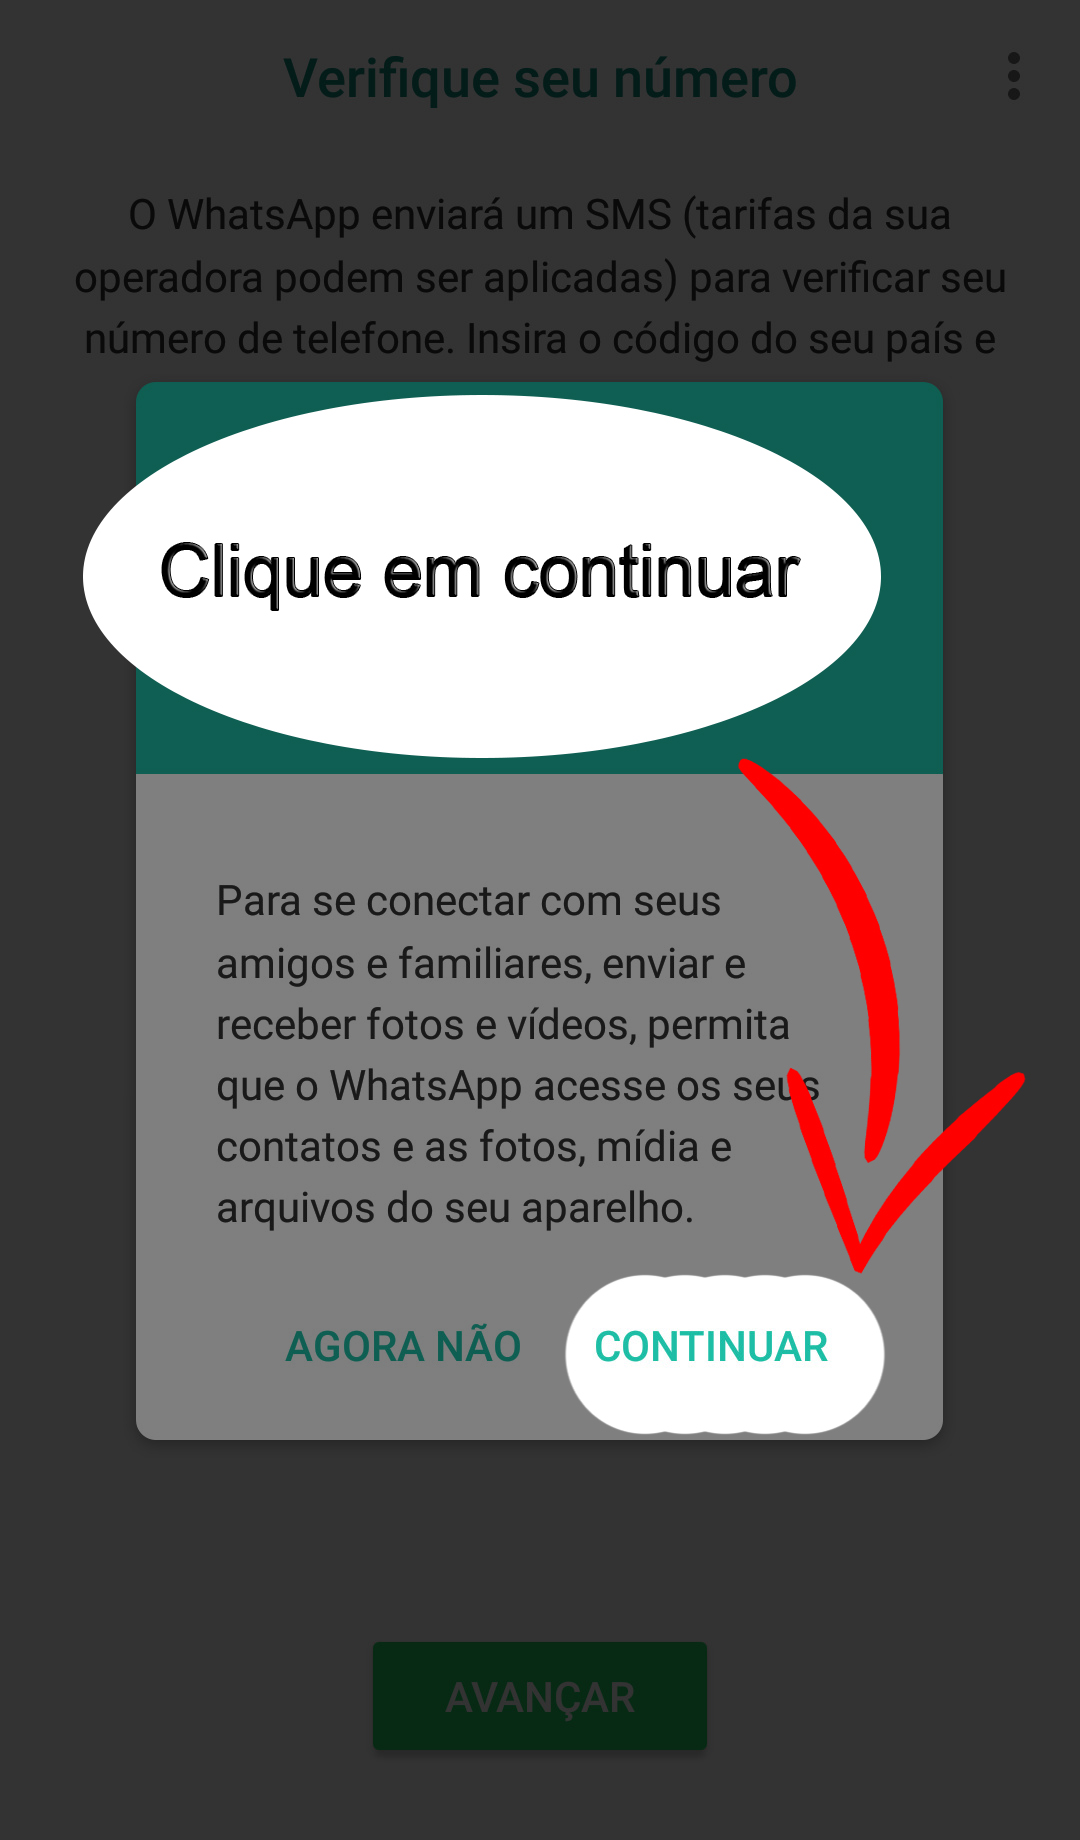 Verifique seu número
O WhatsApp enviará um SMS (tarifas da sua
operadora podem ser aplicadas) para verificar seu
número de telefone. Insira o código do seu país e
Clique em continuar
Para se conectar com seus
amigos e familiares, enviar e
receber fotos e vídeos, permita
que o WhatsApp acesse os seus
contatos e as fotos, mídia e
arquivos do seu aparelho.
AGORA NÃO CONTINUAR
AVANÇAR